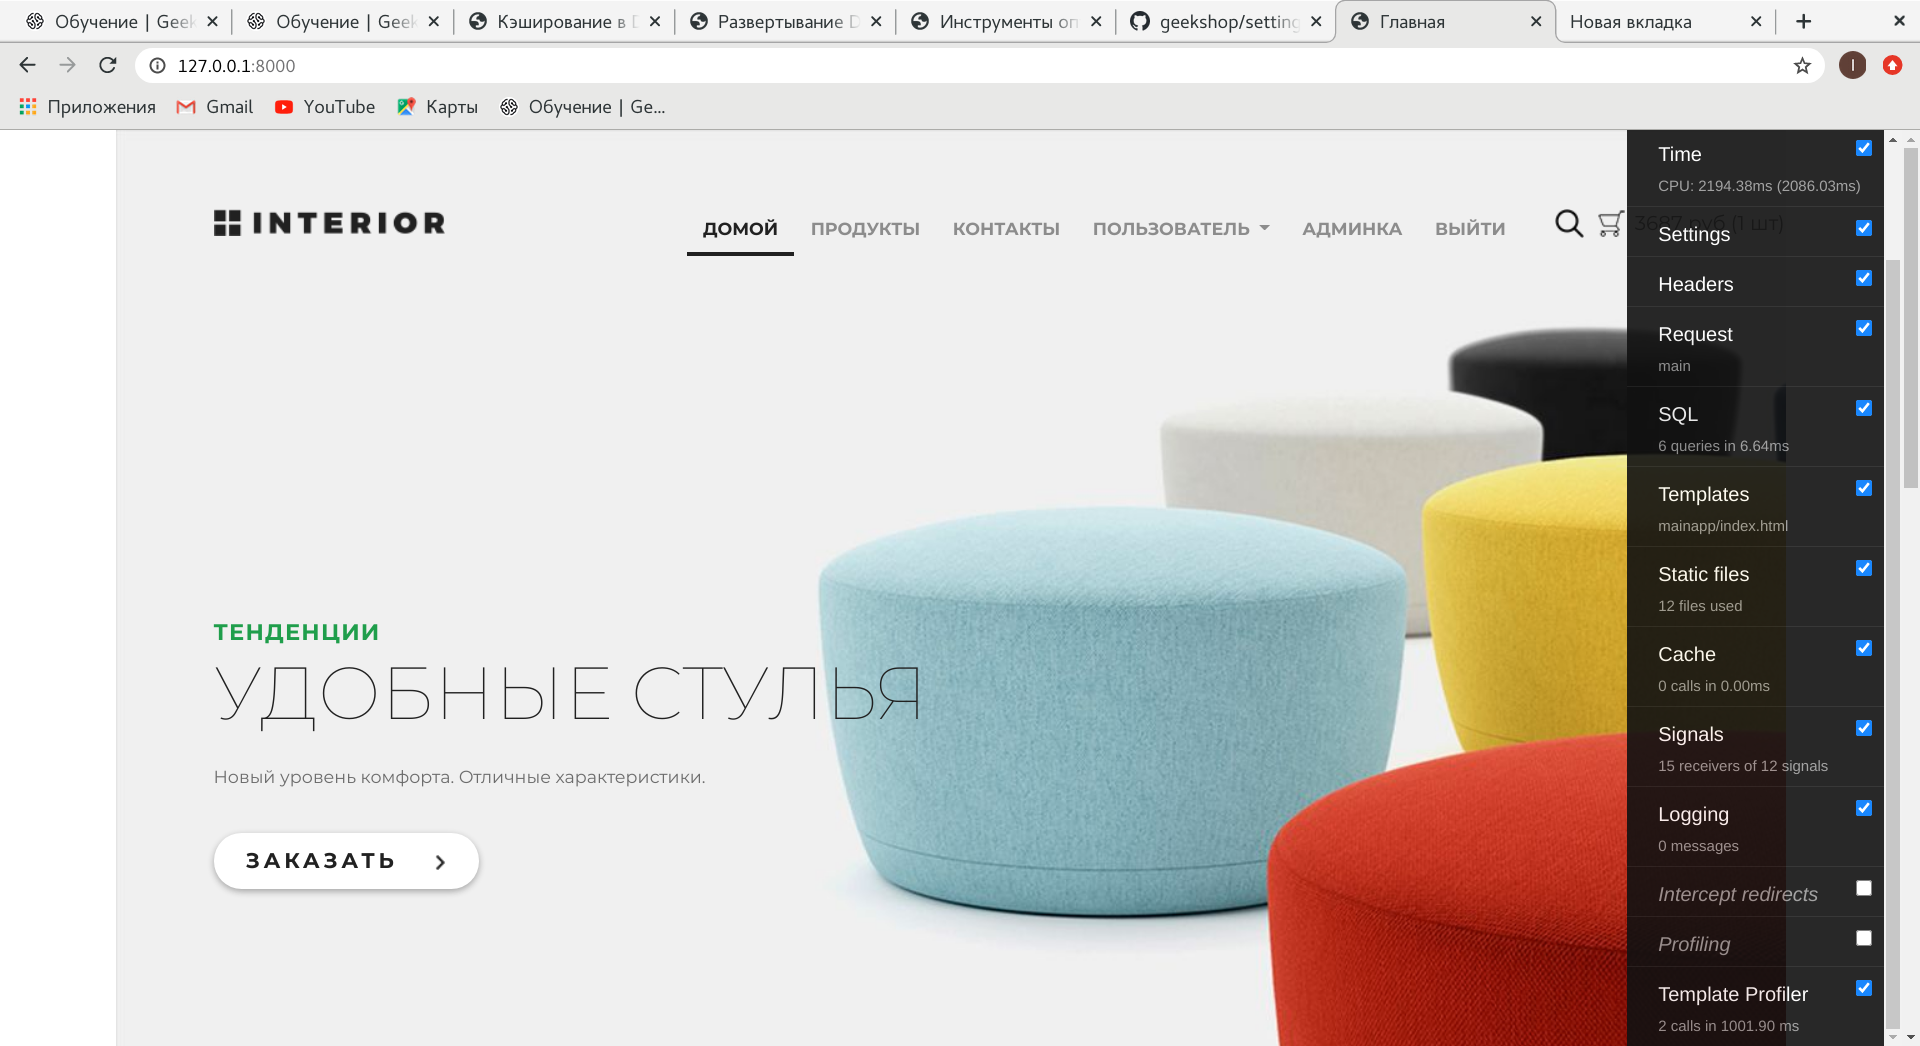 Обучение | Geek
Обучение | Geek
Кэширование в D
Развертывание D
Инструменты оп
geekshop/setting
Главная
Новая вкладка
127.0.0.1:8000
I
Приложения
Gmail
YouTube
Карты
Обучение | Ge...
INTERIOR
ДОМОЙ
ПРОДУКТЫ
КОНТАКТЫ
ПОЛЬЗОВАТЕЛЬ
АДМИНКА
ВЫЙТИ
3687 руб (1 шт)
ТЕНДЕНЦИИ
УДОБНЫЕ СТУЛЬЯ
Новый уровень комфорта. Отличные характеристики.
ЗАКАЗАТЬ
Time
CPU: 2194.38ms (2086.03ms)
Settings
Headers
Request
main
SQL
6 queries in 6.64ms
Templates
mainapp/index.html
Static files
12 files used
Cache
0 calls in 0.00ms
Signals
15 receivers of 12 signals
Logging
0 messages
Intercept redirects
Profiling
Template Profiler
2 calls in 1001.90 ms